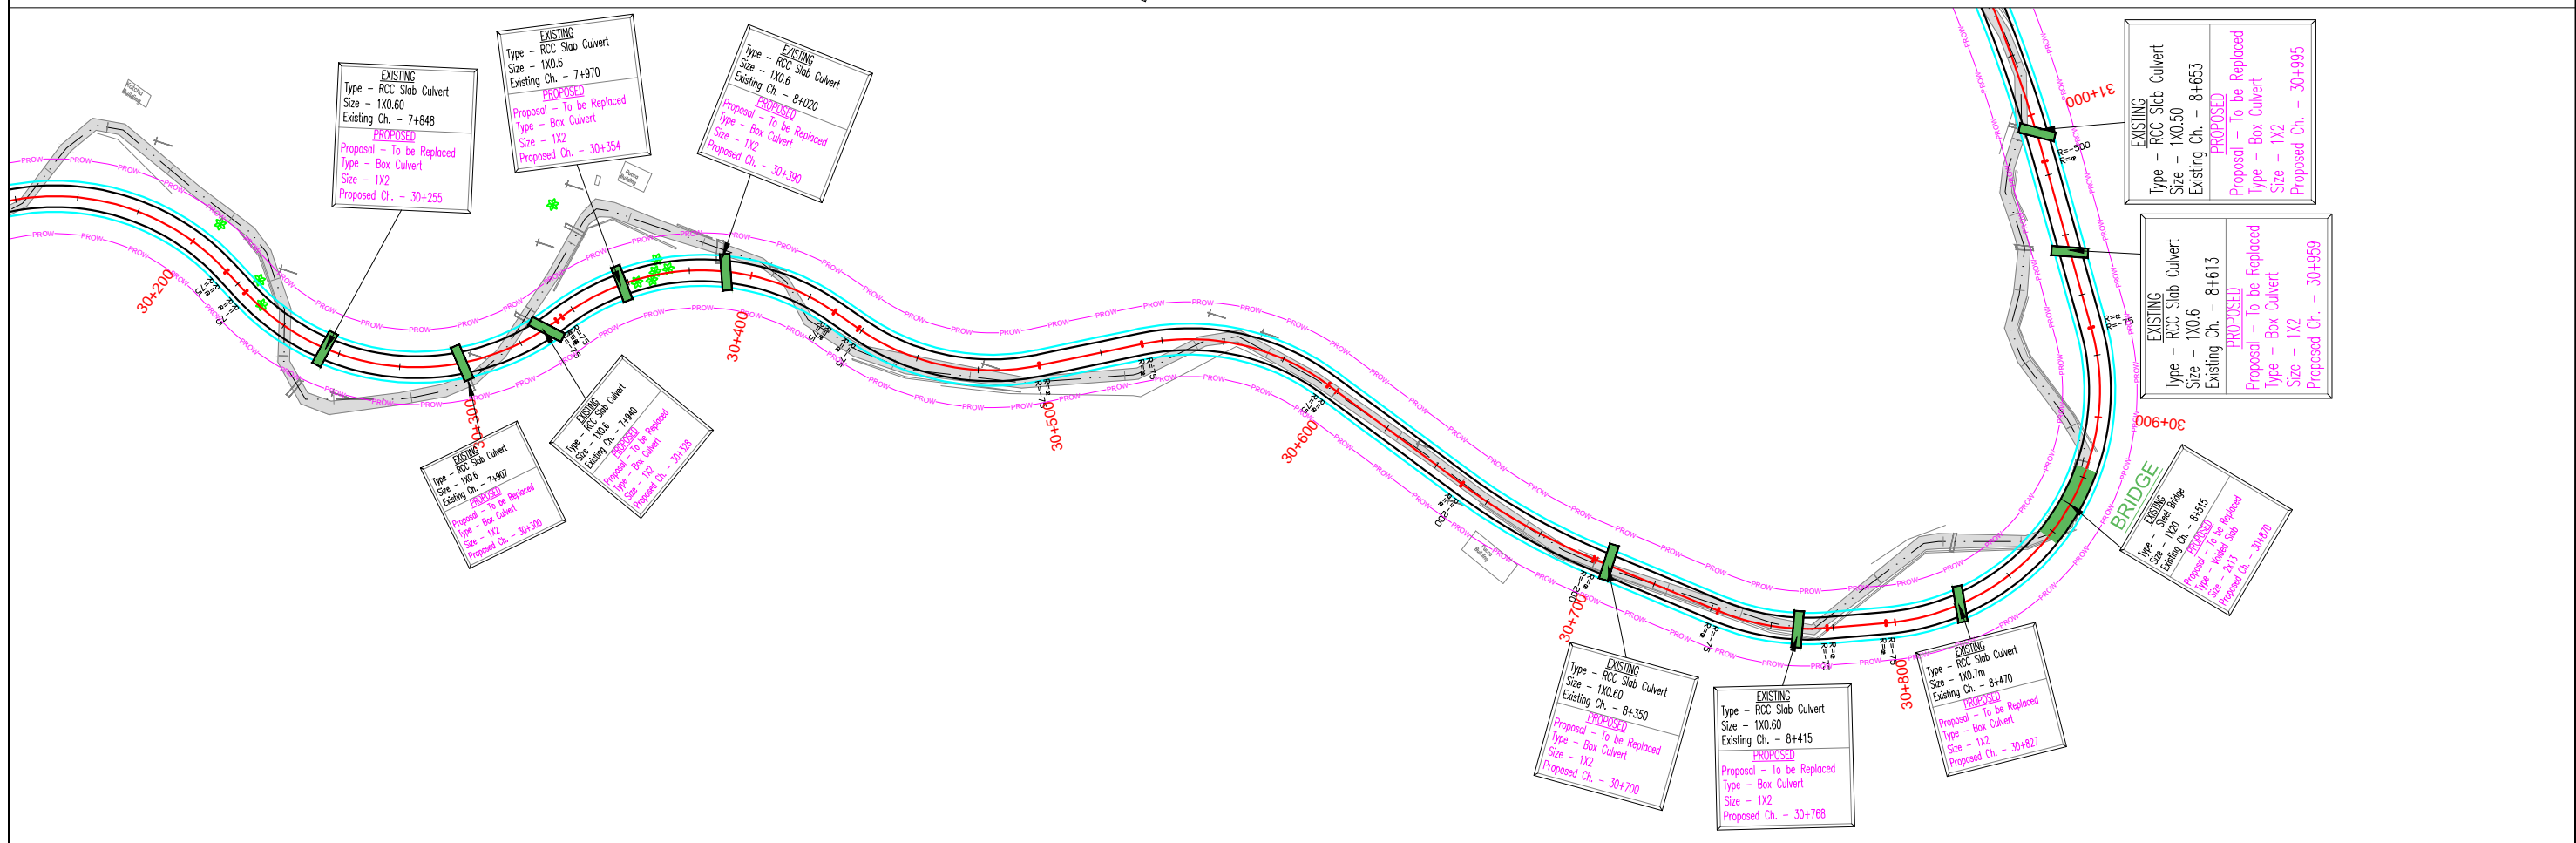 EXISTING
Type - RCC Slab Culvert
Size - 1X0.60
Existing Ch. - 7+848
PROPOSED
Proposal - To be Replaced
Type - Box Culvert
Size - 1X2
Proposed Ch. - 30+255
EXISTING
Type - RCC Slab Culvert
Size - 1X0.6
Existing Ch. - 7+970
PROPOSED
Proposal - To be Replaced
Type - Box Culvert
Size - 1X2
Proposed Ch. - 30+354
EXISTING
Type - RCC Slab Culvert
Size - 1X0.6
Existing Ch. - 8+020
PROPOSED
Proposal - To be Replaced
Type - Box Culvert
Size - 1X2
Proposed Ch. - 30+390
EXISTING
Type - RCC Slab Culvert
Size - 1X0.6
Existing Ch. - 7+907
PROPOSED
Proposal - To be Replaced
Type - Box Culvert
Size - 1X2
Proposed Ch. - 30+300
EXISTING
Type - RCC Slab Culvert
Size - 1X0.6
Existing Ch. - 7+940
PROPOSED
Proposal - To be Replaced
Type - Box Culvert
Size - 1X2
Proposed Ch. - 30+328
EXISTING
Type - RCC Slab Culvert
Size - 1X0.60
Existing Ch. - 8+350
PROPOSED
Proposal - To be Replaced
Type - Box Culvert
Size - 1X2
Proposed Ch. - 30+700
EXISTING
Type - RCC Slab Culvert
Size - 1X0.60
Existing Ch. - 8+415
PROPOSED
Proposal - To be Replaced
Type - Box Culvert
Size - 1X2
Proposed Ch. - 30+768
EXISTING
Type - RCC Slab Culvert
Size - 1X0.7m
Existing Ch. - 8+470
PROPOSED
Proposal - To be Replaced
Type - Box Culvert
Size - 1X2
Proposed Ch. - 30+827
BRIDGE
EXISTING
Type - Steel Bridge
Size - 1X20
Existing Ch. - 8+515
PROPOSED
Proposal - To be Replaced
Type - Voided Slab
Size - 2x13
Proposed Ch. - 30+870
EXISTING
Type - RCC Slab Culvert
Size - 1X0.6
Existing Ch. - 8+613
PROPOSED
Proposal - To be Replaced
Type - Box Culvert
Size - 1X2
Proposed Ch. - 30+959
EXISTING
Type - RCC Slab Culvert
Size - 1X0.50
Existing Ch. - 8+653
PROPOSED
Proposal - To be Replaced
Type - Box Culvert
Size - 1X2
Proposed Ch. - 30+995
30+200
30+300
30+400
30+500
30+600
30+700
30+800
30+900
31+000
Katcha
Building
Pucca
Building
PROW
PROW
PROW
PROW
R=-75
R=-200
R=-200
R=-75
R=-75
R=-75
R=-500